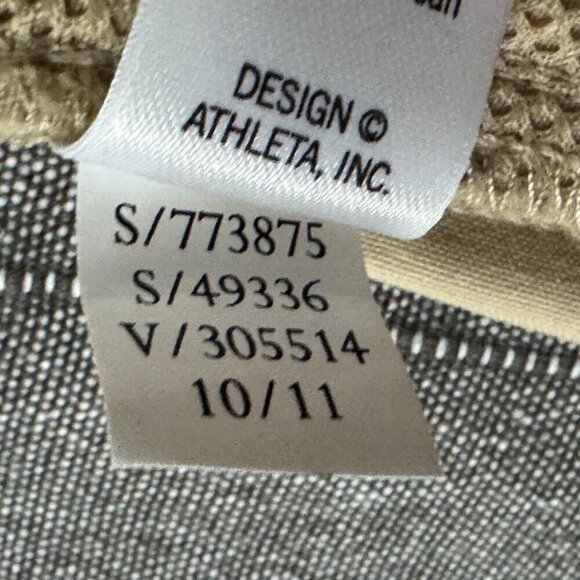 DESIGN ©
ATHLETA, INC.
S/773875
S/49336
V/305514
10/11